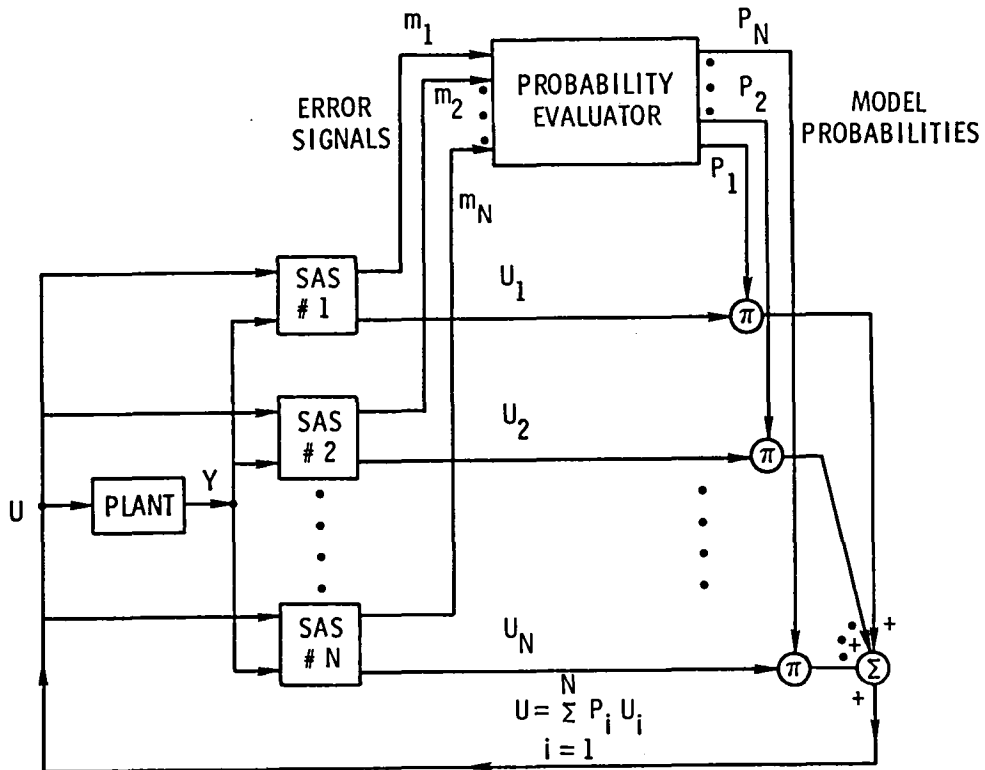 m1
PN
ERROR
SIGNALS
m2
PROBABILITY
EVALUATOR
P2
MODEL
PROBABILITIES
mN
P1
SAS
# 1
U1
π
SAS
# 2
U2
π
U
PLANT
Y
SAS
# N
UN
π
Σ
+
+
+
N
U = Σ Pi Ui
i = 1